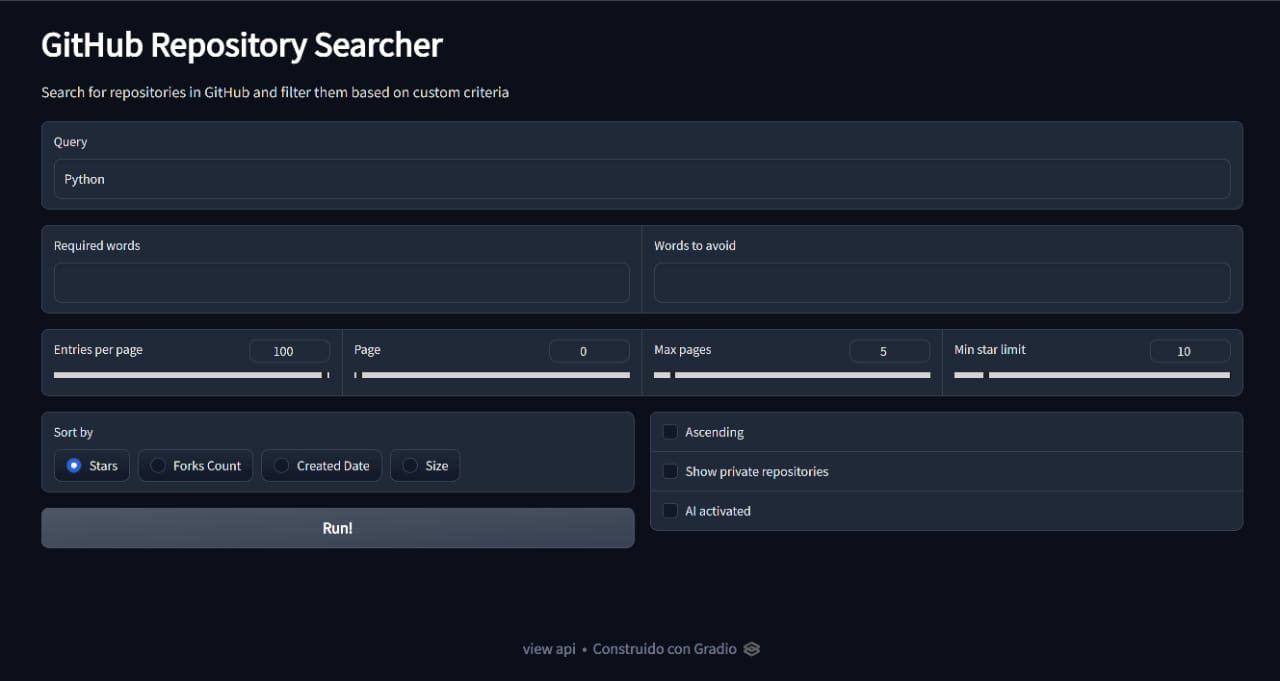 GitHub Repository Searcher
Search for repositories in GitHub and filter them based on custom criteria
Query
Python
Required words
Words to avoid
Entries per page 100
Page 0
Max pages 5
Min star limit 10
Sort by
Stars Forks Count Created Date Size
Ascending
Show private repositories
AI activated
Run!
view api • Construido con Gradio